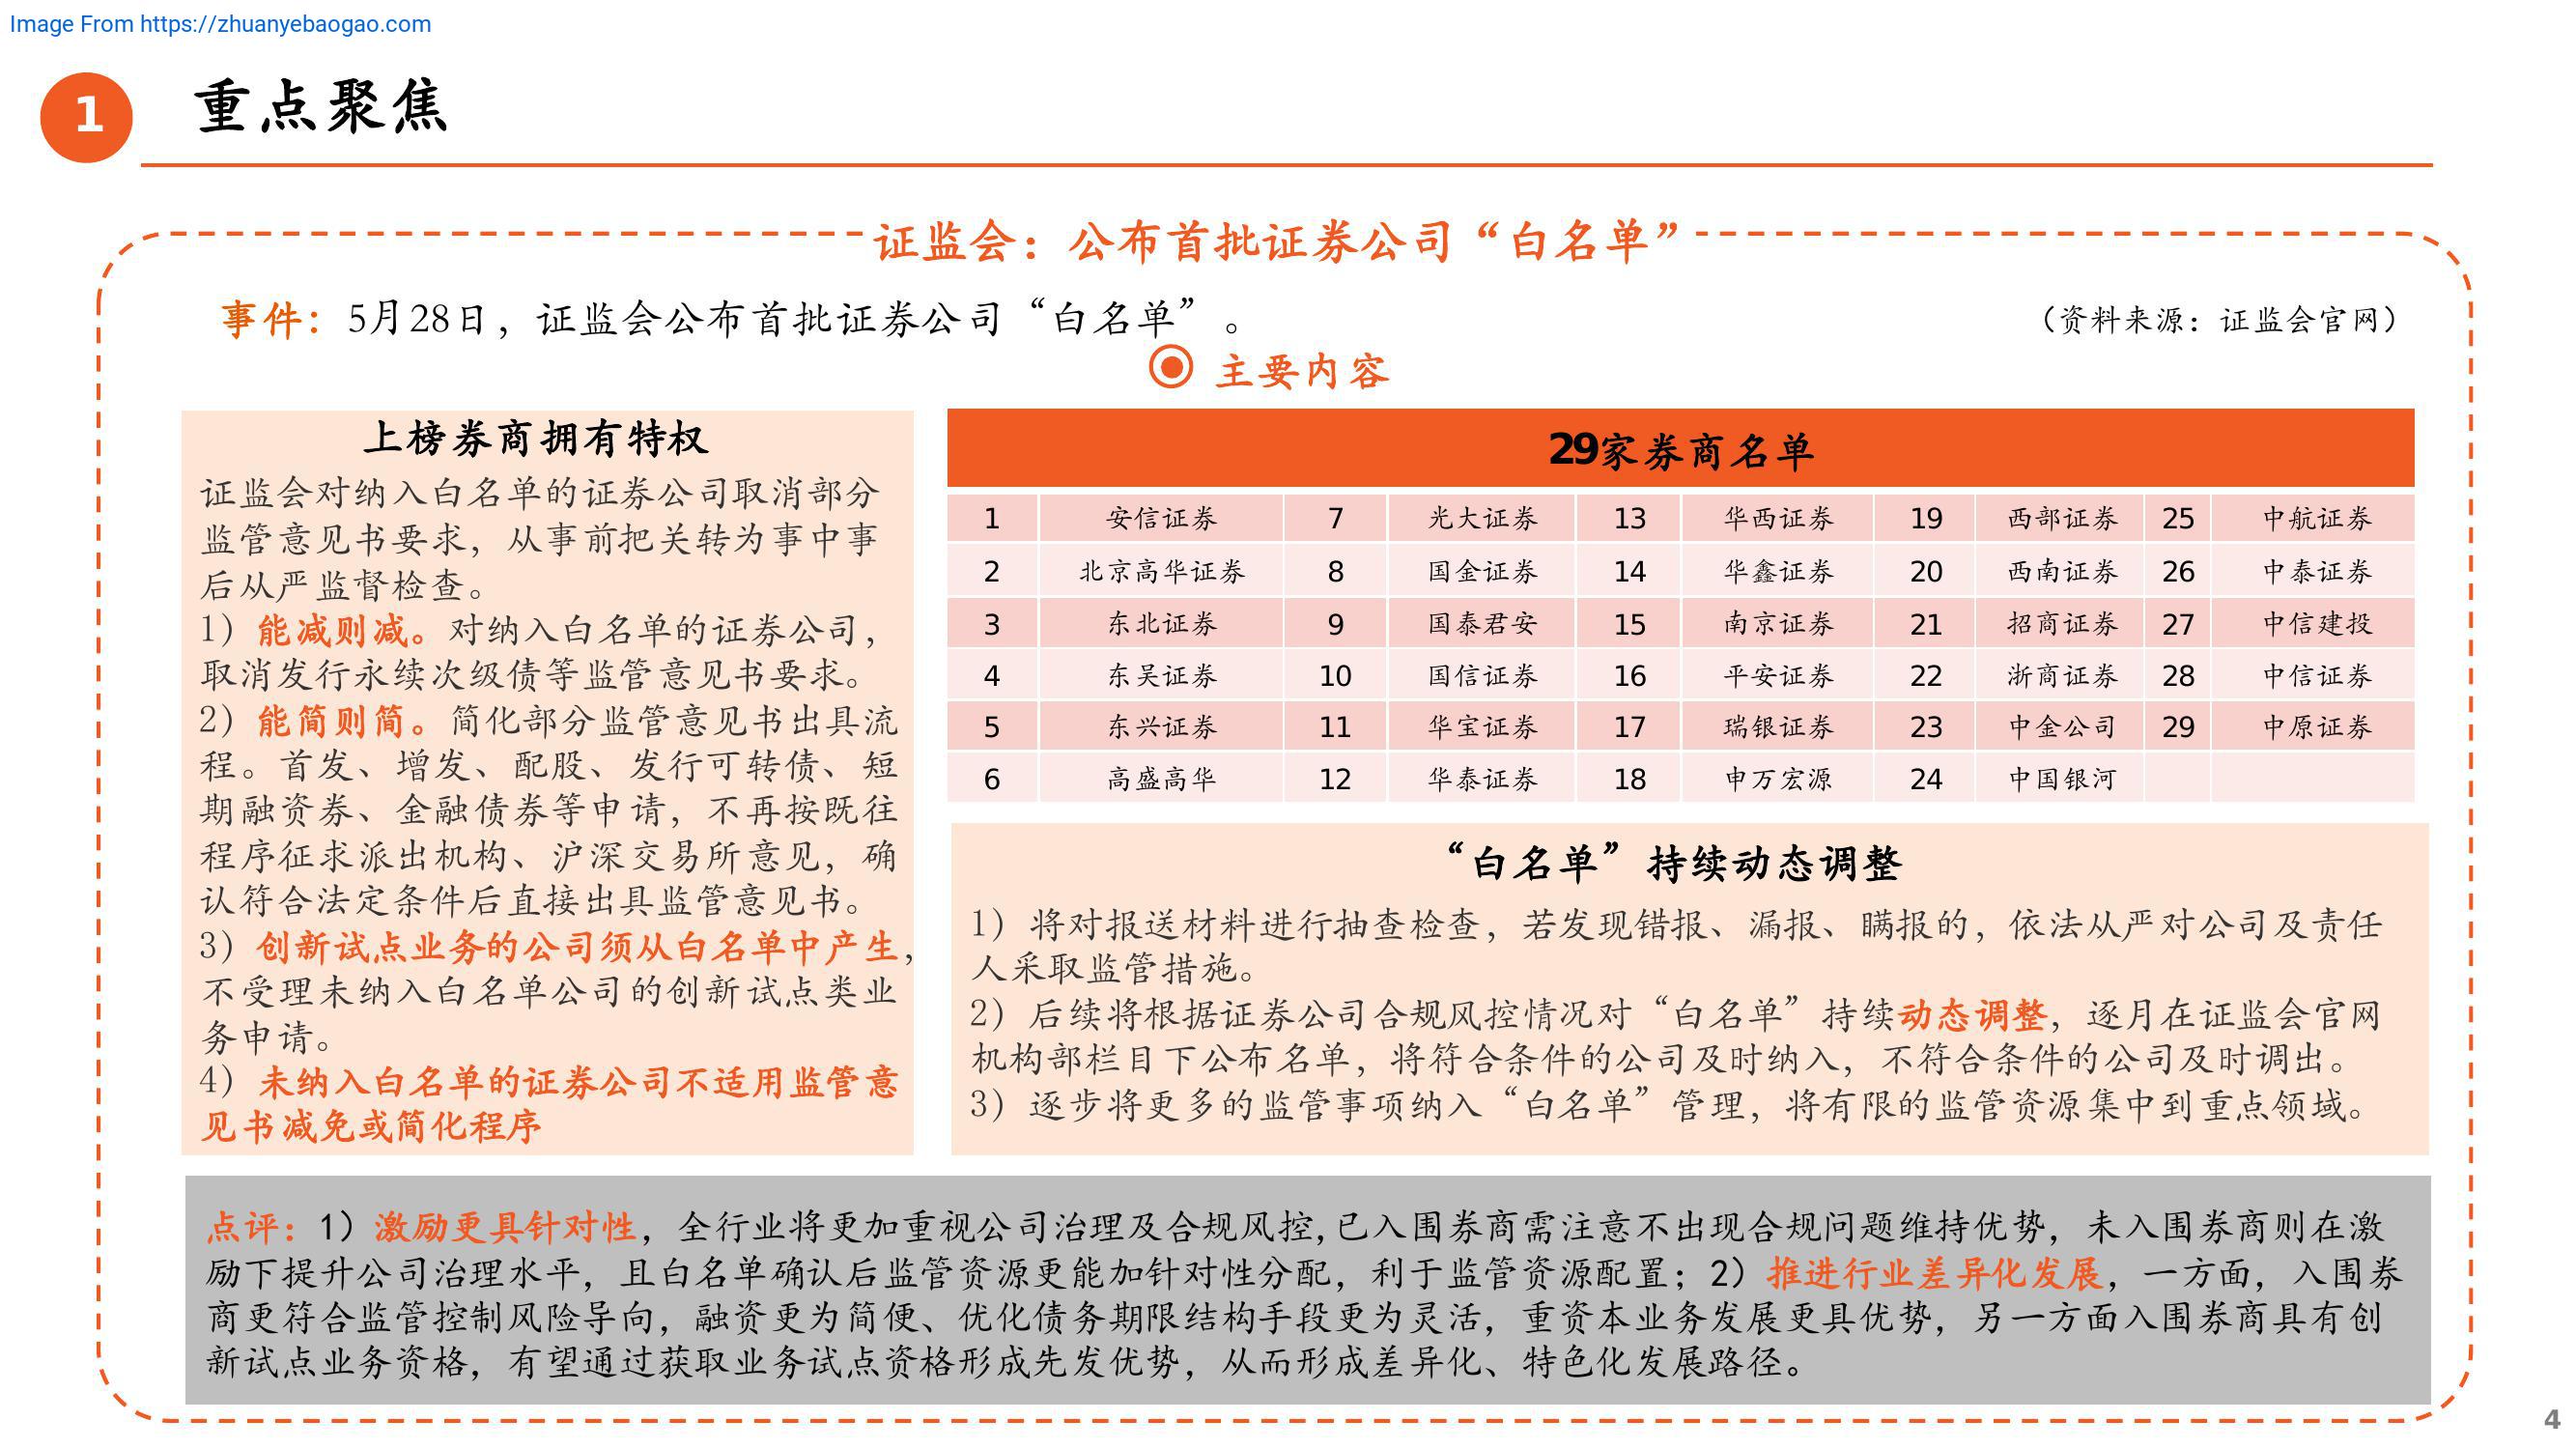 Image From https://zhuanyebaogao.com
1
重点聚焦
证监会：公布首批证券公司“白名单”
事件：5月28日，证监会公布首批证券公司“白名单”。
（资料来源：证监会官网）
主要内容
上榜券商拥有特权
证监会对纳入白名单的证券公司取消部分
监管意见书要求，从事前把关转为事中事
后从严监督检查。
1）能减则减。对纳入白名单的证券公司，
取消发行永续次级债等监管意见书要求。
2）能简则简。简化部分监管意见书出具流
程。首发、增发、配股、发行可转债、短
期融资券、金融债券等申请，不再按既往
程序征求派出机构、沪深交易所意见，确
认符合法定条件后直接出具监管意见书。
3）创新试点业务的公司须从白名单中产生，
不受理未纳入白名单公司的创新试点类业
务申请。
4）未纳入白名单的证券公司不适用监管意
见书减免或简化程序
29家券商名单
1 安信证券 7 光大证券 13 华西证券 19 西部证券 25 中航证券
2 北京高华证券 8 国金证券 14 华鑫证券 20 西南证券 26 中泰证券
3 东北证券 9 国泰君安 15 南京证券 21 招商证券 27 中信建投
4 东吴证券 10 国信证券 16 平安证券 22 浙商证券 28 中信证券
5 东兴证券 11 华宝证券 17 瑞银证券 23 中金公司 29 中原证券
6 高盛高华 12 华泰证券 18 申万宏源 24 中国银河
“白名单”持续动态调整
1）将对报送材料进行抽查检查，若发现错报、漏报、瞒报的，依法从严对公司及责任
人采取监管措施。
2）后续将根据证券公司合规风控情况对“白名单”持续动态调整，逐月在证监会官网
机构部栏目下公布名单，将符合条件的公司及时纳入，不符合条件的公司及时调出。
3）逐步将更多的监管事项纳入“白名单”管理，将有限的监管资源集中到重点领域。
点评：1）激励更具针对性，全行业将更加重视公司治理及合规风控,已入围券商需注意不出现合规问题维持优势，未入围券商则在激
励下提升公司治理水平，且白名单确认后监管资源更能加针对性分配，利于监管资源配置；2）推进行业差异化发展，一方面，入围券
商更符合监管控制风险导向，融资更为简便、优化债务期限结构手段更为灵活，重资本业务发展更具优势，另一方面入围券商具有创
新试点业务资格，有望通过获取业务试点资格形成先发优势，从而形成差异化、特色化发展路径。
4